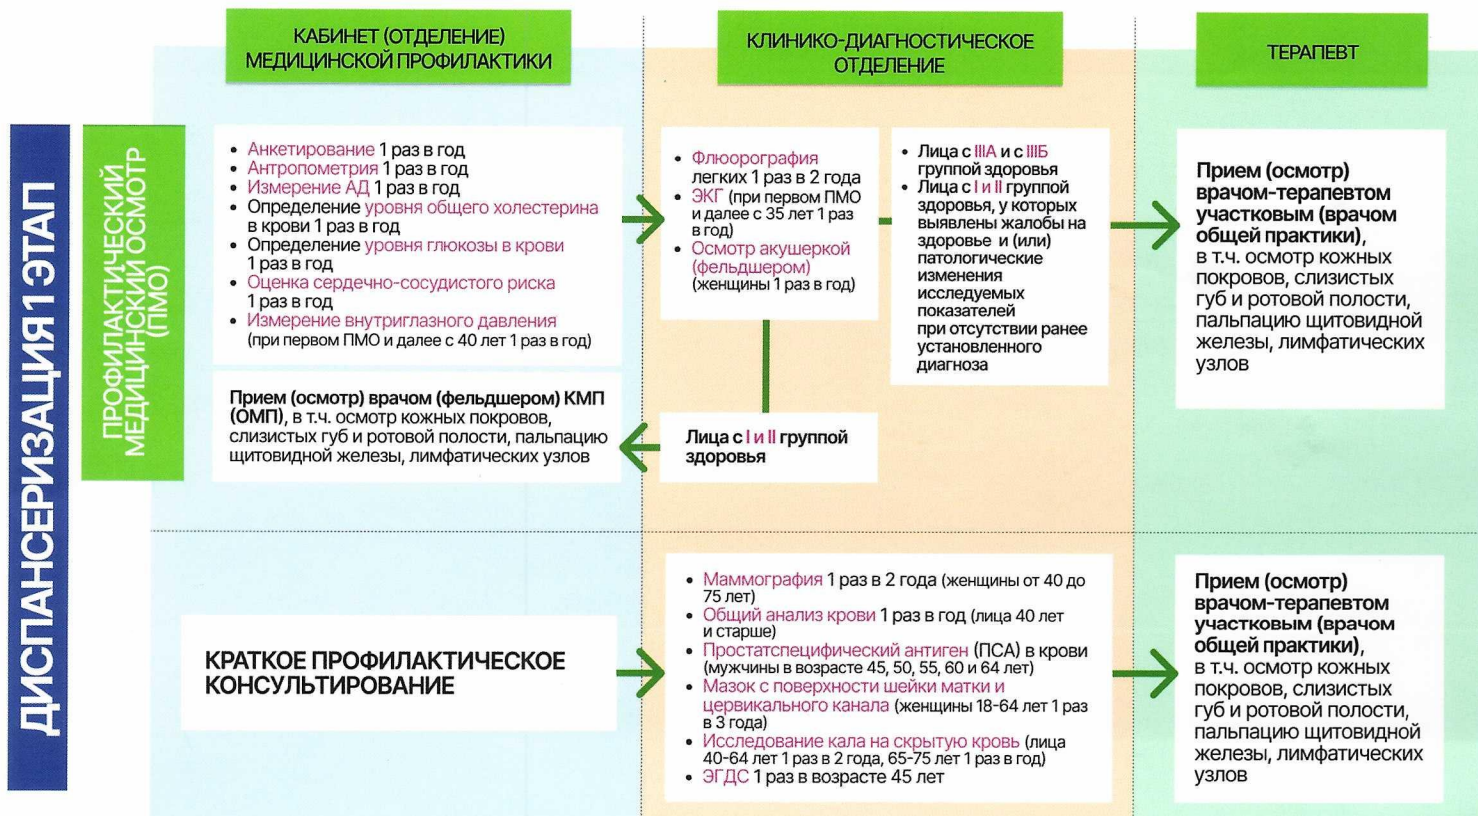 КАБИНЕТ (ОТДЕЛЕНИЕ)
МЕДИЦИНСКОЙ ПРОФИЛАКТИКИ
КЛИНИКО-ДИАГНОСТИЧЕСКОЕ
ОТДЕЛЕНИЕ
ТЕРАПЕВТ
ДИСПАНСЕРИЗАЦИЯ 1 ЭТАП
ПРОФИЛАКТИЧЕСКИЙ
МЕДИЦИНСКИЙ ОСМОТР
(ПМО)
• Анкетирование 1 раз в год
• Антропометрия 1 раз в год
• Измерение АД 1 раз в год
• Определение уровня общего холестерина
в крови 1 раз в год
• Определение уровня глюкозы в крови
1 раз в год
• Оценка сердечно-сосудистого риска
1 раз в год
• Измерение внутриглазного давления
(при первом ПМО и далее с 40 лет 1 раз в год)
• Флюорография
легких 1 раз в 2 года
• ЭКГ (при первом ПМО
и далее с 35 лет 1 раз
в год)
• Осмотр акушеркой
(фельдшером)
(женщины 1 раз в год)
• Лица с IIIА и с IIIБ
группой здоровья
• Лица с I и II группой
здоровья, у которых
выявлены жалобы на
здоровье и (или)
патологические
изменения
исследуемых
показателей
при отсутствии ранее
установленного
диагноза
Прием (осмотр)
врачом-терапевтом
участковым (врачом
общей практики),
в т.ч. осмотр кожных
покровов, слизистых
губ и ротовой полости,
пальпацию щитовидной
железы, лимфатических
узлов
Прием (осмотр) врачом (фельдшером) КМП
(ОМП), в т.ч. осмотр кожных покровов,
слизистых губ и ротовой полости, пальпацию
щитовидной железы, лимфатических узлов
Лица с I и II группой
здоровья
КРАТКОЕ ПРОФИЛАКТИЧЕСКОЕ
КОНСУЛЬТИРОВАНИЕ
• Маммография 1 раз в 2 года (женщины от 40 до
75 лет)
• Общий анализ крови 1 раз в год (лица 40 лет
и старше)
• Простатспецифический антиген (ПСА) в крови
(мужчины в возрасте 45, 50, 55, 60 и 64 лет)
• Мазок с поверхности шейки матки и
цервикального канала (женщины 18-64 лет 1 раз
в 3 года)
• Исследование кала на скрытую кровь (лица
40-64 лет 1 раз в 2 года, 65-75 лет 1 раз в год)
• ЭГДС 1 раз в возрасте 45 лет
Прием (осмотр)
врачом-терапевтом
участковым (врачом
общей практики),
в т.ч. осмотр кожных
покровов, слизистых
губ и ротовой полости,
пальпацию щитовидной
железы, лимфатических
узлов